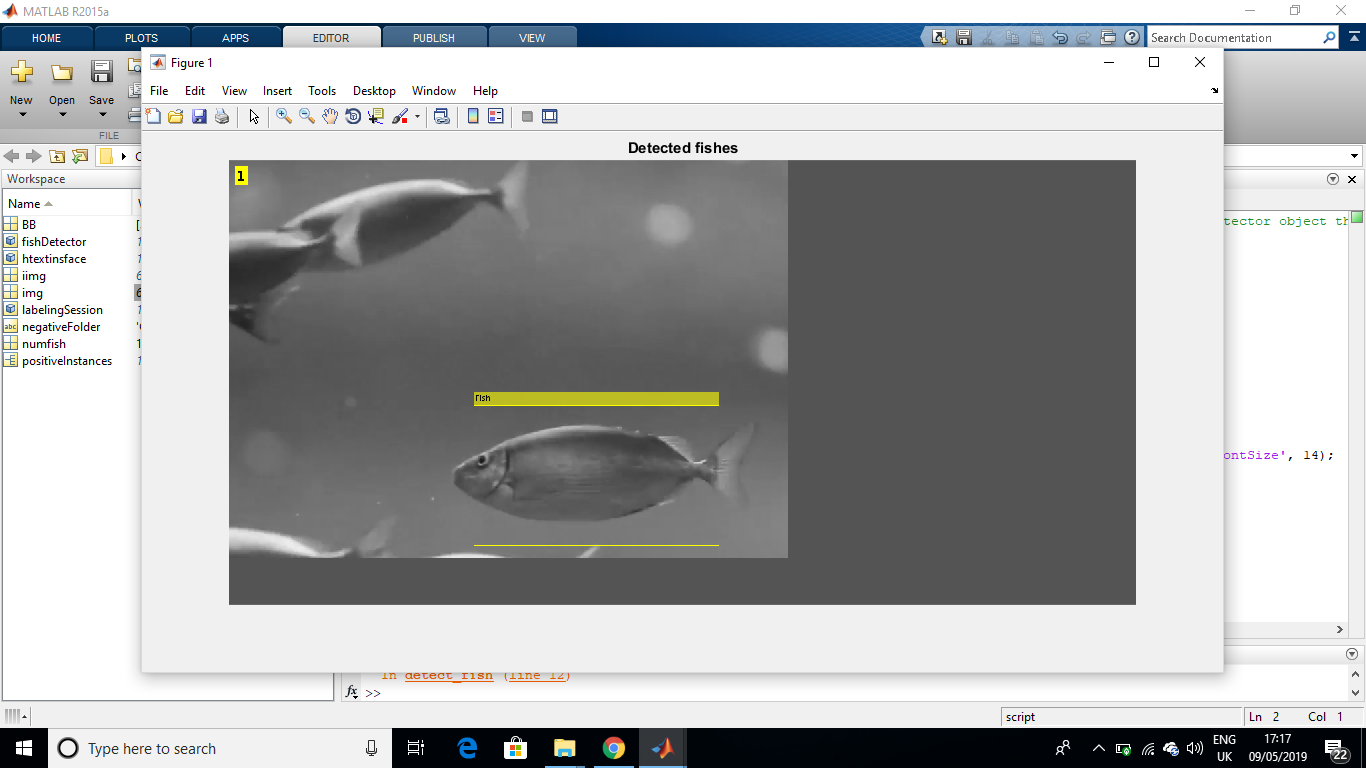 MATLAB R2015a
HOME PLOTS APPS EDITOR PUBLISH VIEW
Search Documentation
Figure 1
File Edit View Insert Tools Desktop Window Help
New Open Save
FILE
Detected fishes
Workspace
Name
BB
fishDetector
htextinsface
iimg
img
labelingSession
negativeFolder
numfish
positiveInstances
1
Fish
tector object th
ontSize', 14);
In detect_fish (line 12)
fx >>
script
Ln 2 Col 1
Type here to search
ENG
UK
17:17
09/05/2019
22